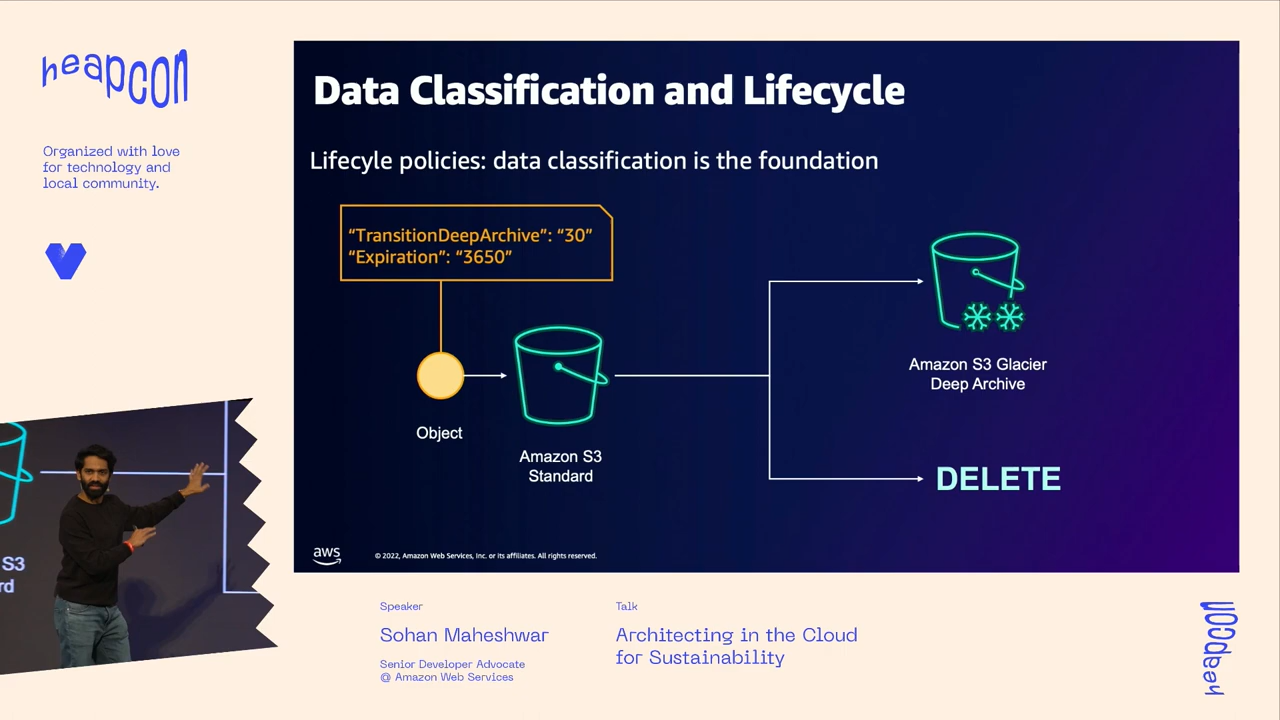 heapcon
Organized with love
for technology and
local community.
Data Classification and Lifecycle
Lifecyle policies: data classification is the foundation
“TransitionDeepArchive”: “30”
“Expiration”: “3650”
Object
Amazon S3
Standard
Amazon S3 Glacier
Deep Archive
DELETE
aws
© 2022, Amazon Web Services, Inc. or its affiliates. All rights reserved.
S3
rd
Speaker
Sohan Maheshwar
Senior Developer Advocate
@ Amazon Web Services
Talk
Architecting in the Cloud
for Sustainability
heapcon